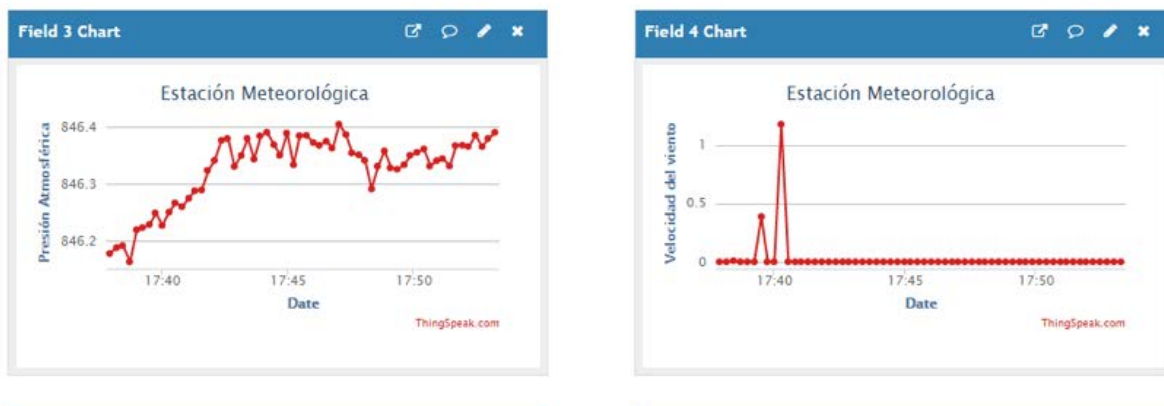 Field 3 Chart
Estación Meteorológica
Presión Atmosférica
846.4
846.3
846.2
17:40 17:45 17:50
Date
ThingSpeak.com
Field 4 Chart
Estación Meteorológica
Velocidad del viento
1
0.5
0
17:40 17:45 17:50
Date
ThingSpeak.com